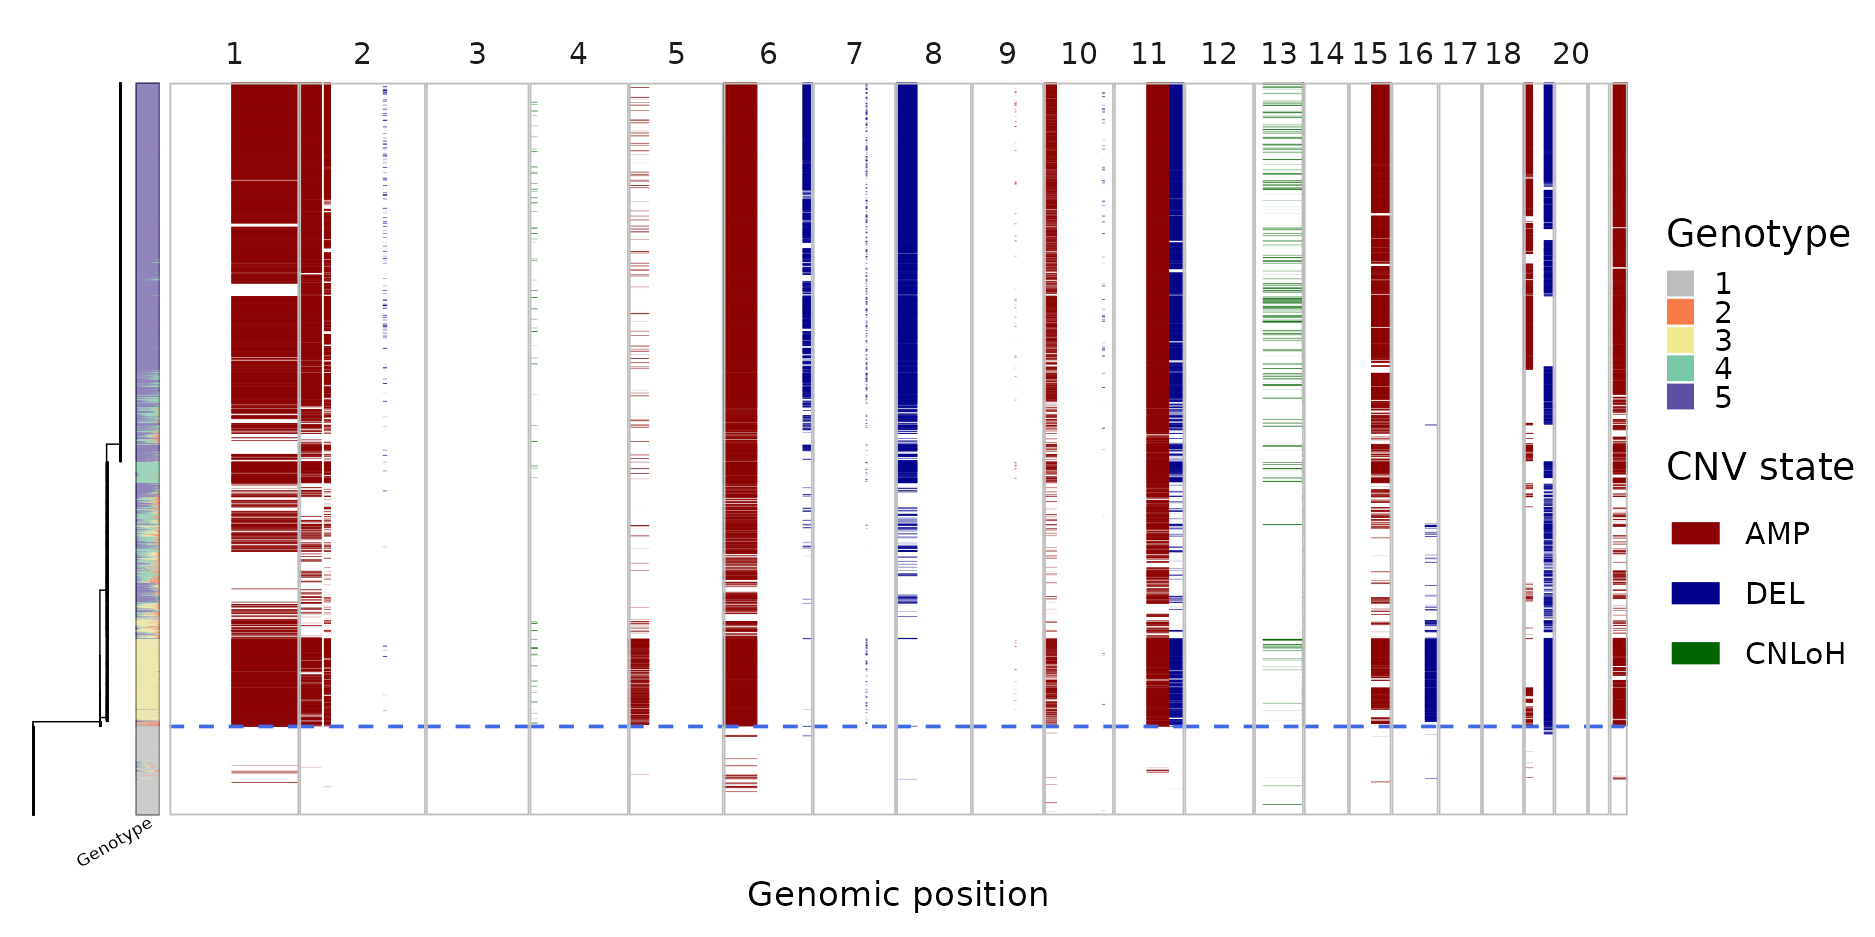 1 2 3 4 5 6 7 8 9 10 11 12 13 14 15 16 17 18 20
Genotype
1
2
3
4
5
CNV state
AMP
DEL
CNLoH
Genotype
Genomic position